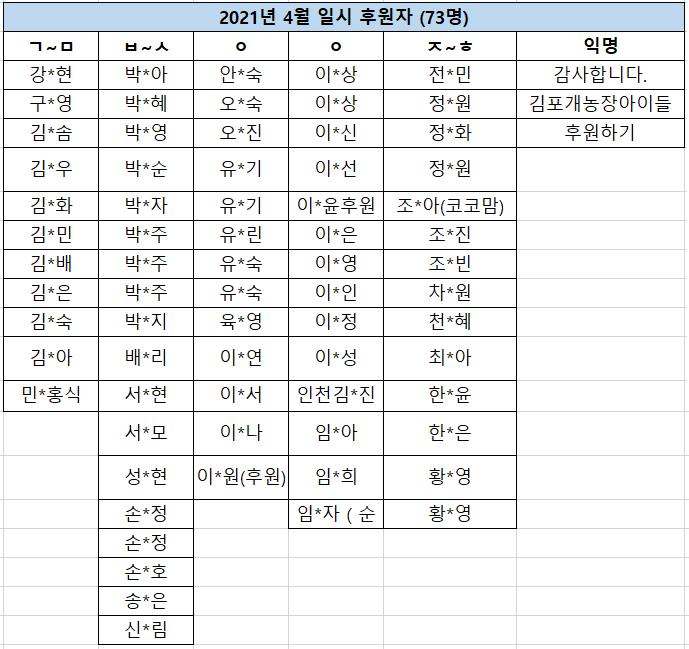 2021년 4월 일시 후원자 (73명)
ㄱ~ㅁ ㅂ~ㅅ ㅇ ㅇ ㅈ~ㅎ 익명
강*현 박*아 안*숙 이*상 전*민 감사합니다.
구*영 박*혜 오*숙 이*상 정*원 김포개농장아이들
김*솜 박*영 오*진 이*신 정*화 후원하기
김*우 박*순 유*기 이*선 정*원
김*화 박*자 유*기 이*윤후원 조*아(코코맘)
김*민 박*주 유*린 이*은 조*진
김*배 박*주 유*숙 이*영 조*빈
김*은 박*주 유*숙 이*인 차*원
김*숙 박*지 육*영 이*정 천*혜
김*아 배*리 이*연 이*성 최*아
민*홍식 서*현 이*서 인천김*진 한*윤
서*모 이*나 임*아 한*은
성*현 이*원(후원) 임*희 황*영
손*정 임*자 ( 순 황*영
손*정
손*호
송*은
신*림